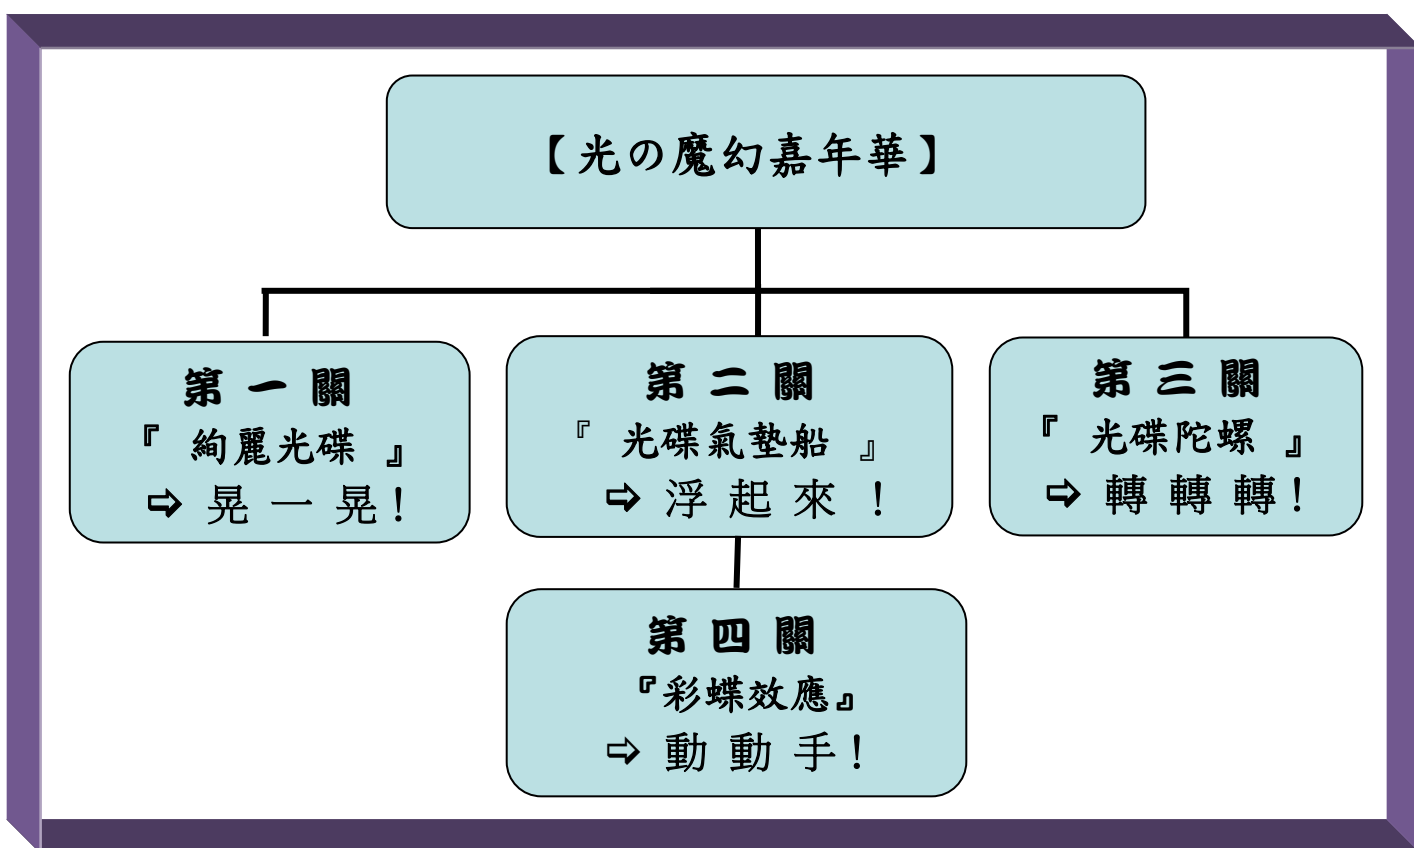 【光の魔幻嘉年華】
第一關
『 絢麗光碟 』
➩ 晃 一 晃!
第二關
『 光碟氣墊船 』
➩ 浮 起 來 !
第三關
『 光碟陀螺 』
➩ 轉 轉 轉!
第四關
『彩蝶效應』
➩ 動 動 手!